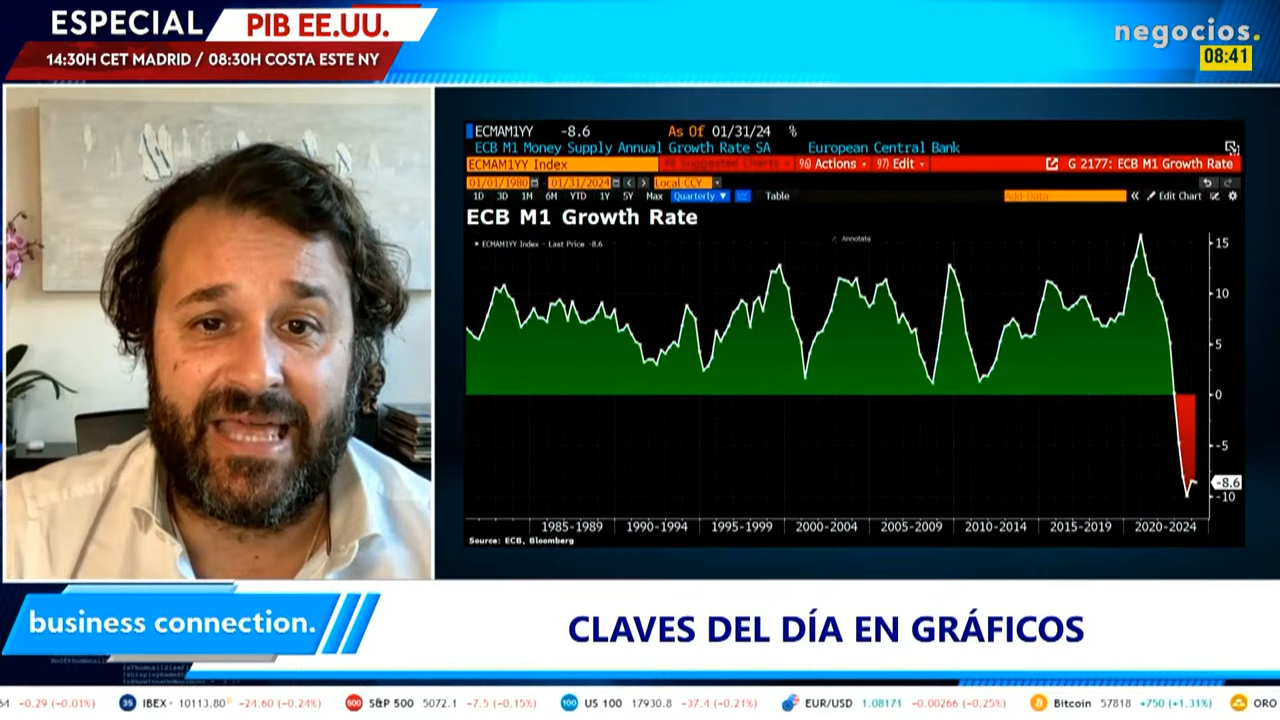 ESPECIAL PIB EE.UU.
14:30H CET MADRID / 08:30H COSTA ESTE NY
negocios.
08:41
ECMAM1YY -8.6 As Of 01/31/24 %
ECB M1 Money Supply Annual Growth Rate SA European Central Bank
ECMAM1YY Index 96) Actions 97) Edit G 2177: ECB M1 Growth Rate
01/01/1980 - 01/31/2024 Local CCY
1D 3D 1M 6M YTD 1Y 5Y Max Quarterly ▼ Table Add Data « Edit Chart
ECB M1 Growth Rate
ECMAM1YY Index - Last Price -8.6
Annotate
15
10
5
0
-5
-8.6
-10
1985-1989 1990-1994 1995-1999 2000-2004 2005-2009 2010-2014 2015-2019 2020-2024
Source: ECB, Bloomberg
business connection.
CLAVES DEL DÍA EN GRÁFICOS
-0.29 (-0.01%) 35 IBEX 10113.80 -24.60 (-0.24%) 500 S&P 500 5072.1 -7.5 (-0.15%) 100 US 100 17930.8 -37.4 (-0.21%) EUR/USD 1.08171 -0.00266 (-0.25%) Bitcoin 57818 +750 (+1.31%) ORO